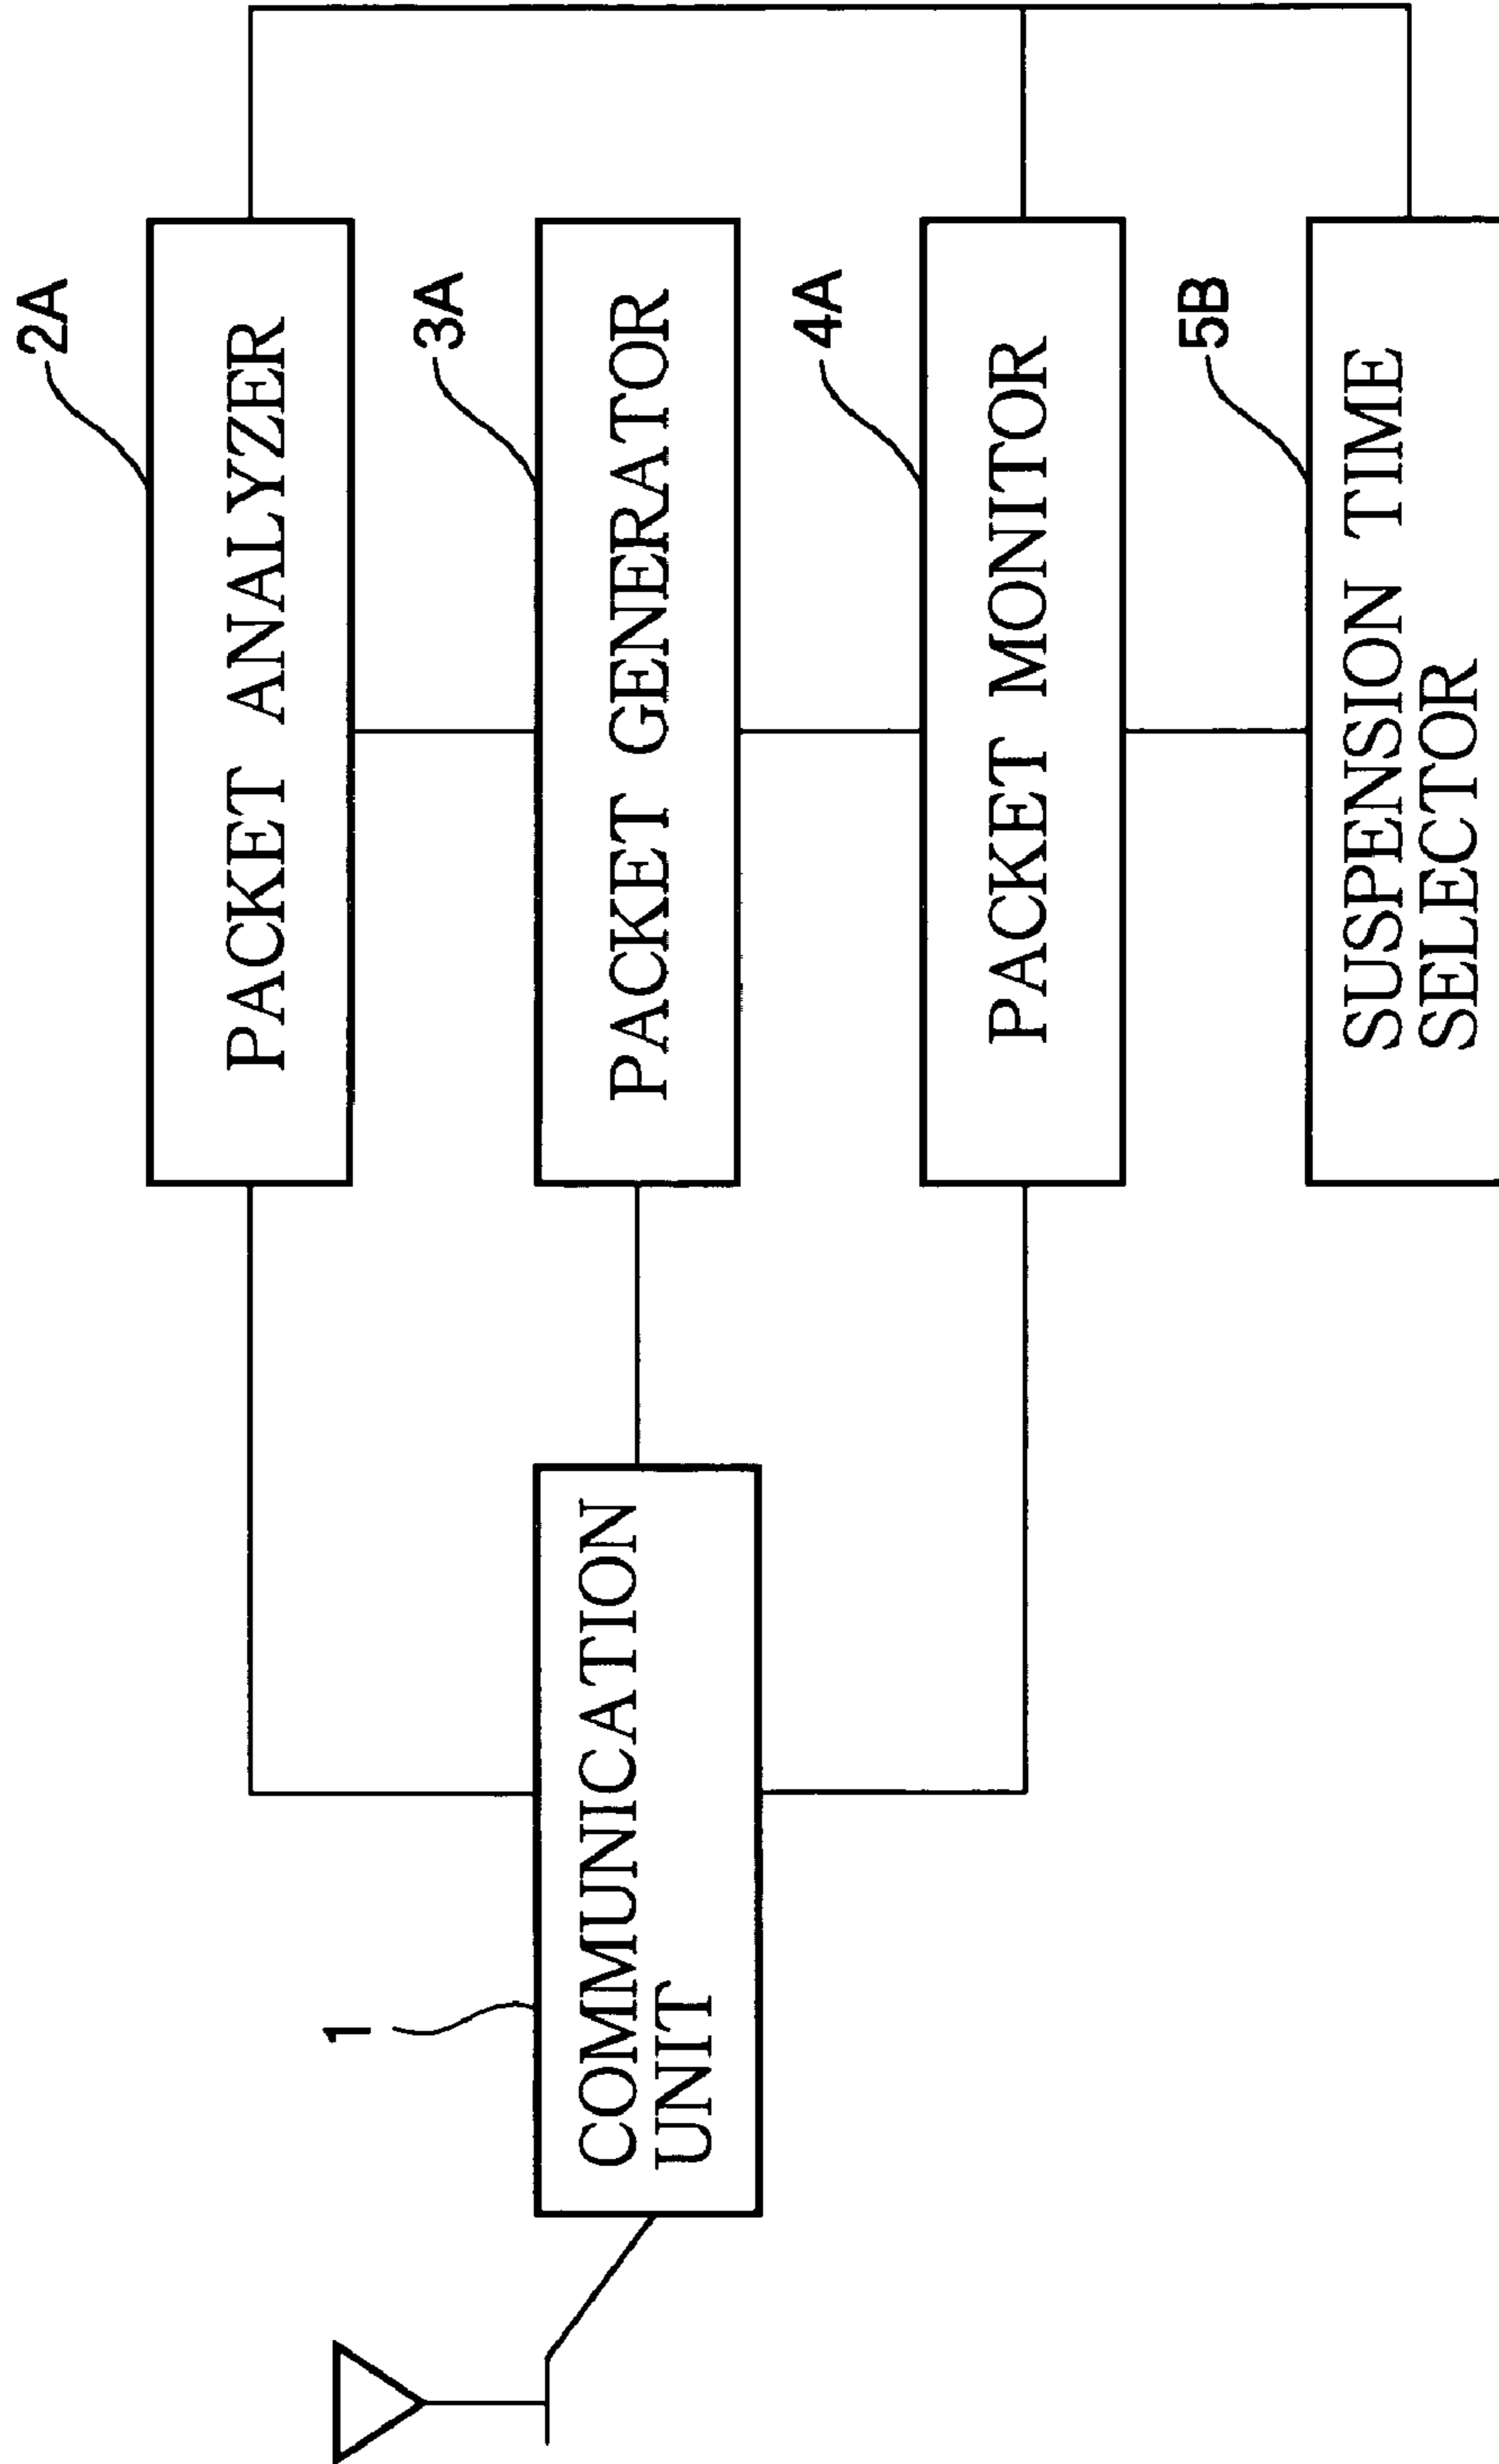 2A
PACKET ANALYZER
3A
PACKET GENERATOR
4A
PACKET MONITOR
5B
SUSPENSION TIME
SELECTOR
1
COMMUNICATION
UNIT